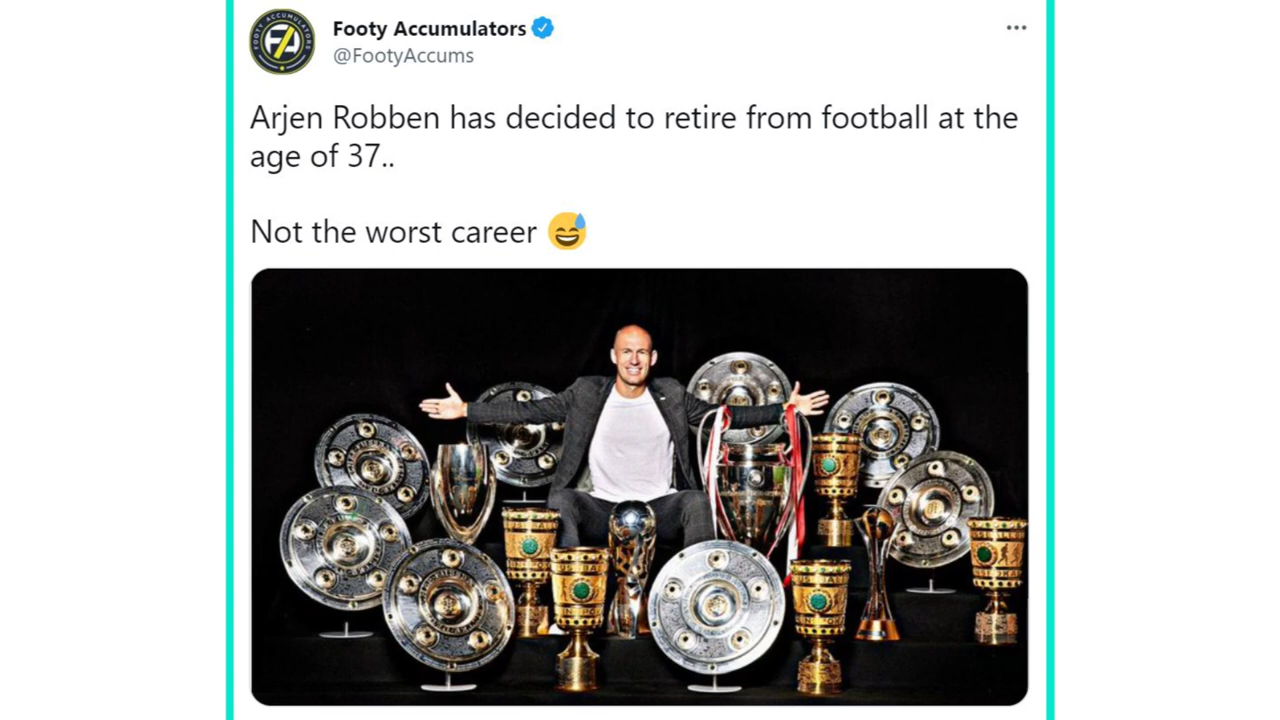 Footy Accumulators
@FootyAccums
Arjen Robben has decided to retire from football at the
age of 37..
Not the worst career 😅